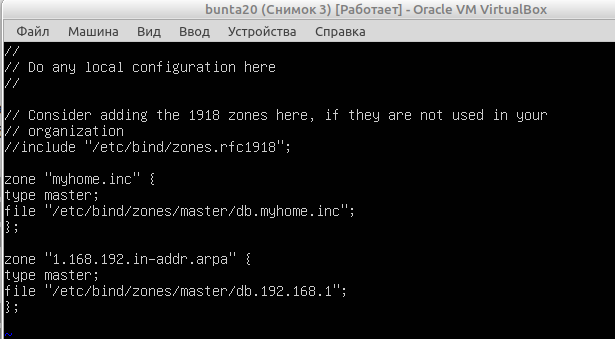 bunta20 (Снимок 3) [Работает] - Oracle VM VirtualBox
Файл Машина Вид Ввод Устройства Справка
//
// Do any local configuration here
//
// Consider adding the 1918 zones here, if they are not used in your
// organization
//include "/etc/bind/zones.rfc1918";
zone "myhome.inc" {
type master;
file "/etc/bind/zones/master/db.myhome.inc";
};
zone "1.168.192.in-addr.arpa" {
type master;
file "/etc/bind/zones/master/db.192.168.1";
};
~